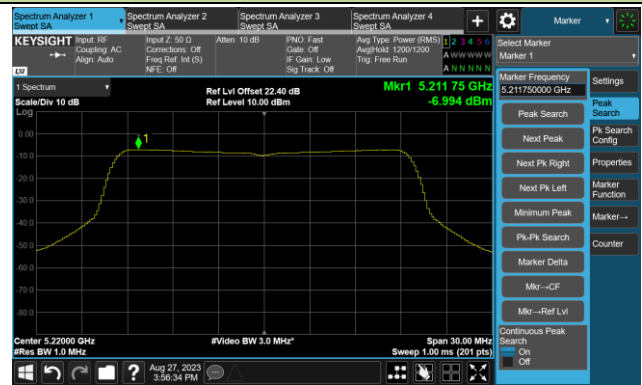 Spectrum Analyzer 1
Swept SA
Spectrum Analyzer 2
Swept SA
Spectrum Analyzer 3
Swept SA
Spectrum Analyzer 4
Swept SA
Marker
KEYSIGHT
Input: RF
Coupling: AC
Align: Auto
Input Z: 50 Ω
Corrections: Off
Freq Ref: Int (S)
NFE: Off
Atten: 10 dB
PNO: Fast
Gate: Off
IF Gain: Low
Sig Track: Off
Avg Type: Power (RMS)
Avg|Hold: 1200/1200
Trig: Free Run
1 2 3 4 5 6
A W W W W W
A N N N N N
LXI
Select Marker
Marker 1
1 Spectrum
Scale/Div 10 dB
Log
Ref Lvl Offset 22.40 dB
Ref Level 10.00 dBm
Mkr1 5.211 75 GHz
-6.994 dBm
1
0.00
-10.0
-20.0
-30.0
-40.0
-50.0
-60.0
-70.0
-80.0
Center 5.22000 GHz
#Res BW 1.0 MHz
#Video BW 3.0 MHz*
Span 30.00 MHz
Sweep 1.00 ms (201 pts)
Marker Frequency
5.211750000 GHz
Peak Search
Next Peak
Next Pk Right
Next Pk Left
Minimum Peak
Pk-Pk Search
Marker Delta
Mkr→CF
Mkr→Ref Lvl
Continuous Peak
Search
On
Off
Settings
Peak
Search
Pk Search
Config
Properties
Marker
Function
Marker→
Counter
?
Aug 27, 2023
3:56:34 PM